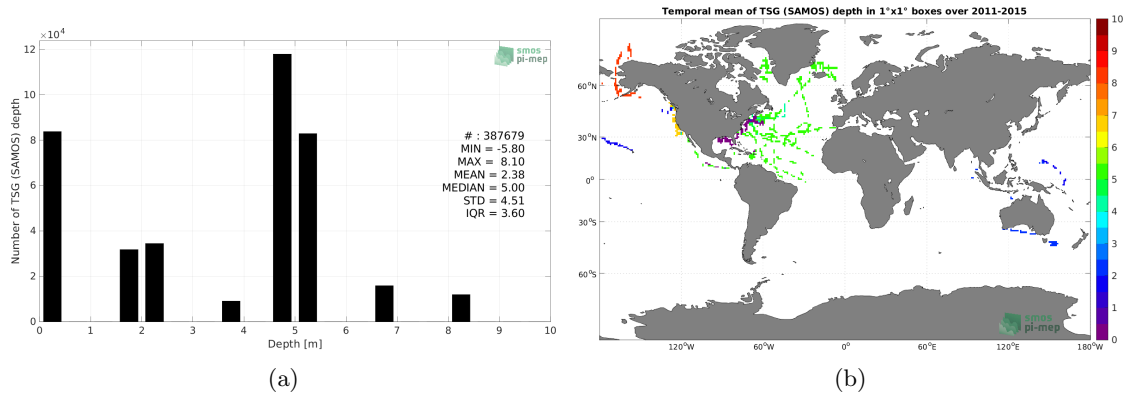 ×10⁴
12
10
8
6
4
2
0
Number of TSG (SAMOS) depth
smos
pi-mep
# : 387679
MIN = -5.80
MAX = 8.10
MEAN = 2.38
MEDIAN = 5.00
STD = 4.51
IQR = 3.60
0 1 2 3 4 5 6 7 8 9 10
Depth [m]
(a)
Temporal mean of TSG (SAMOS) depth in 1°x1° boxes over 2011-2015
60°N
30°N
0°
30°S
60°S
120°W 60°W 0° 60°E 120°E 180°W
smos
pi-mep
10
9
8
7
6
5
4
3
2
1
0
(b)